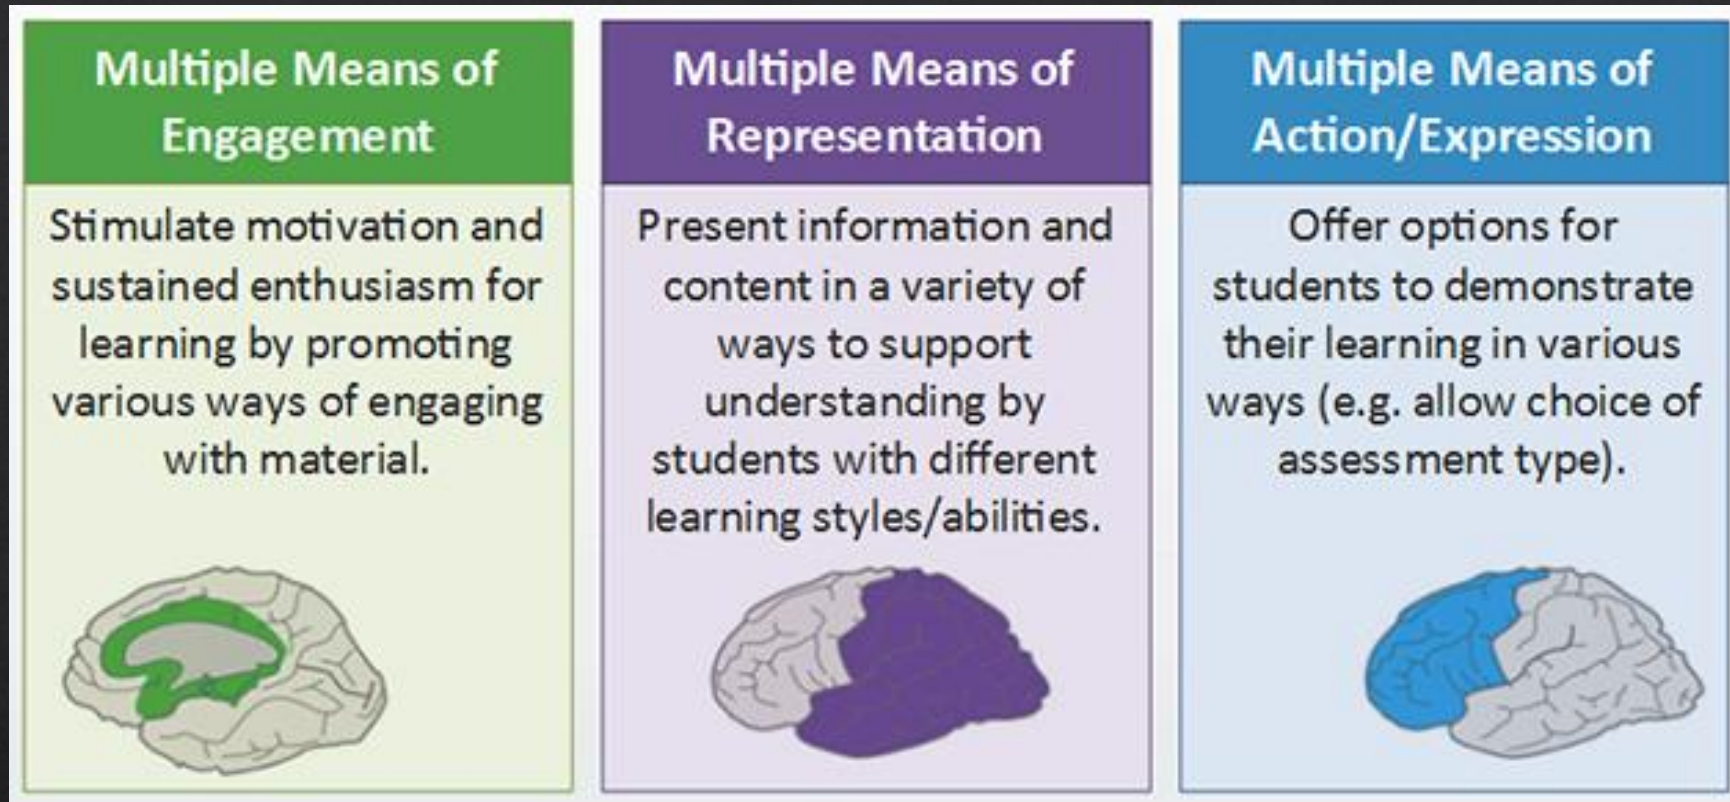 Multiple Means of
Engagement
Stimulate motivation and
sustained enthusiasm for
learning by promoting
various ways of engaging
with material.
Multiple Means of
Representation
Present information and
content in a variety of
ways to support
understanding by
students with different
learning styles/abilities.
Multiple Means of
Action/Expression
Offer options for
students to demonstrate
their learning in various
ways (e.g. allow choice of
assessment type).